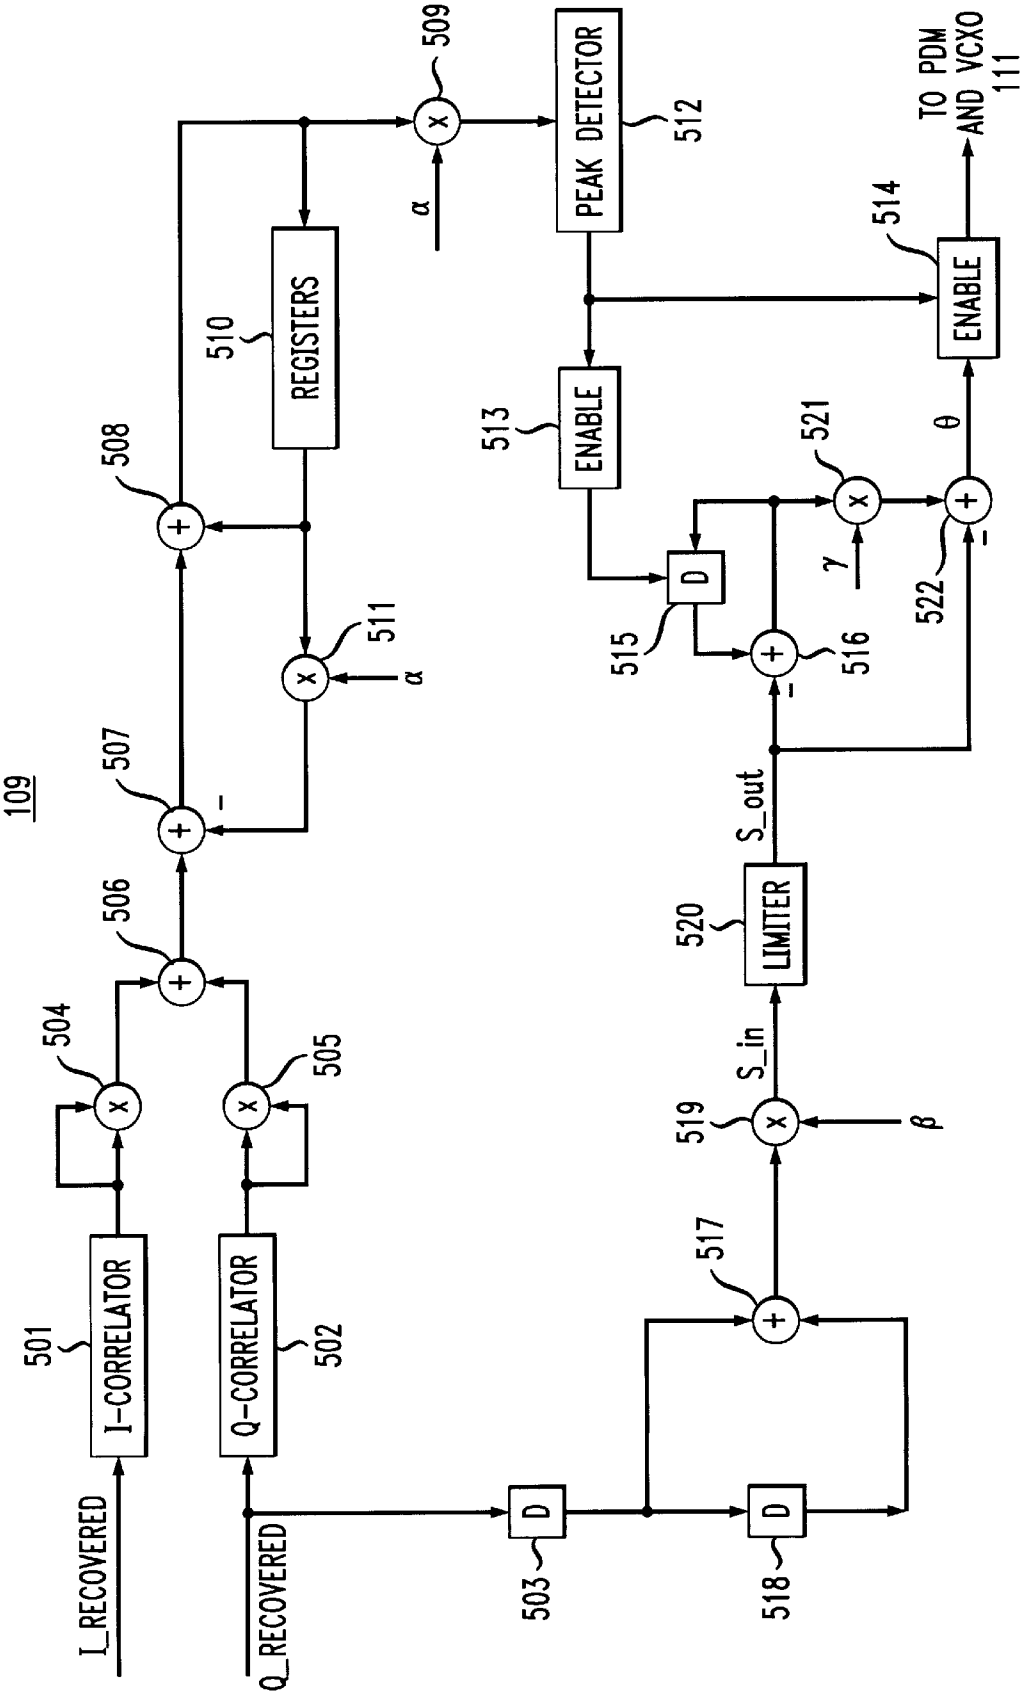 109
I_RECOVERED
501
I-CORRELATOR
504
X
Q_RECOVERED
502
Q-CORRELATOR
505
X
506
+
507
+
-
508
+
510
REGISTERS
511
X
α
509
X
α
PEAK DETECTOR
512
513
ENABLE
514
ENABLE
TO PDM
AND VCXO
111
503
D
518
D
517
+
519
X
β
S_in
520
LIMITER
S_out
515
D
516
+
-
521
X
γ
522
+
-
θ